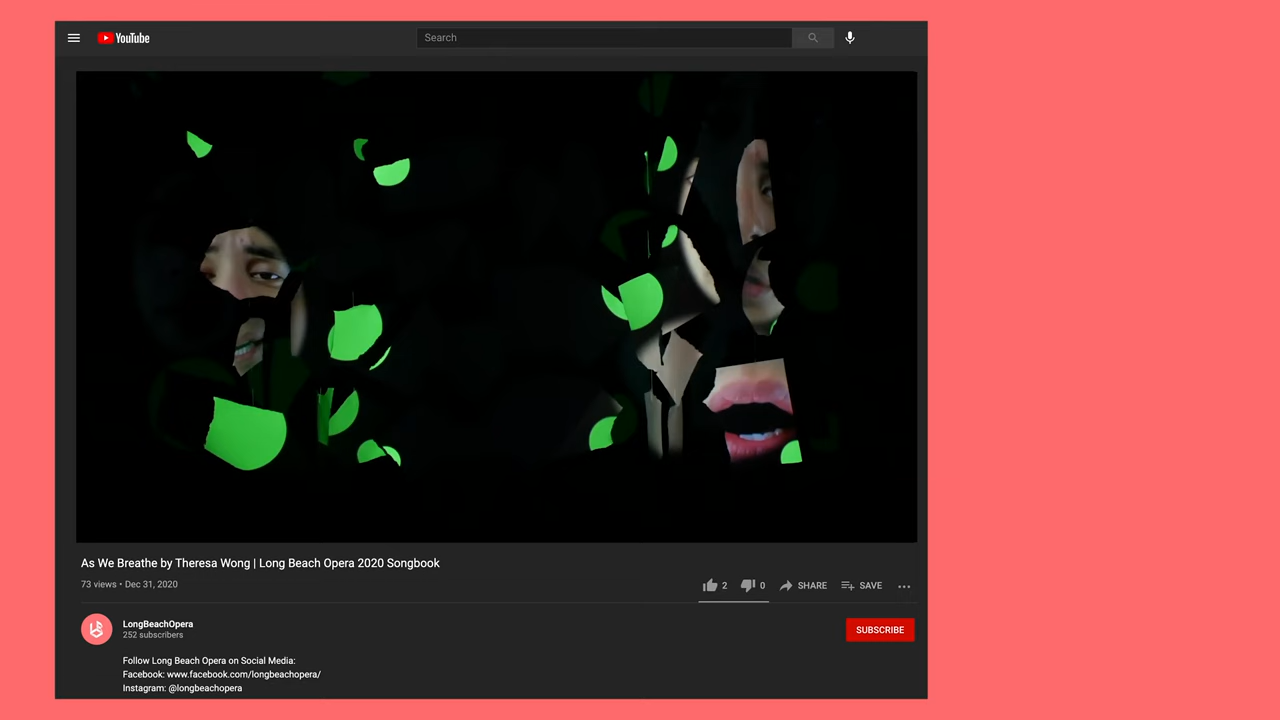 YouTube
Search
As We Breathe by Theresa Wong | Long Beach Opera 2020 Songbook
73 views • Dec 31, 2020
2 0 SHARE SAVE
LongBeachOpera
252 subscribers
SUBSCRIBE
Follow Long Beach Opera on Social Media:
Facebook: www.facebook.com/longbeachopera/
Instagram: @longbeachopera